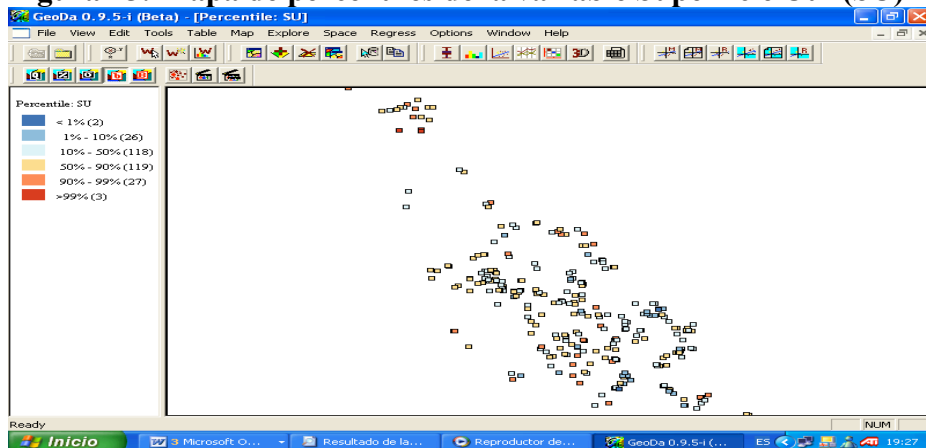 GeoDa 0.9.5-i (Beta) - [Percentile: SU]
File View Edit Tools Table Map Explore Space Regress Options Window Help
3D
Percentile: SU
< 1% (2)
1% - 10% (26)
10% - 50% (118)
50% - 90% (119)
90% - 99% (27)
>99% (3)
Ready
NUM
Inicio
3 Microsoft O...
Resultado de la...
Reproductor de...
GeoDa 0.9.5-i (...
ES
19:27